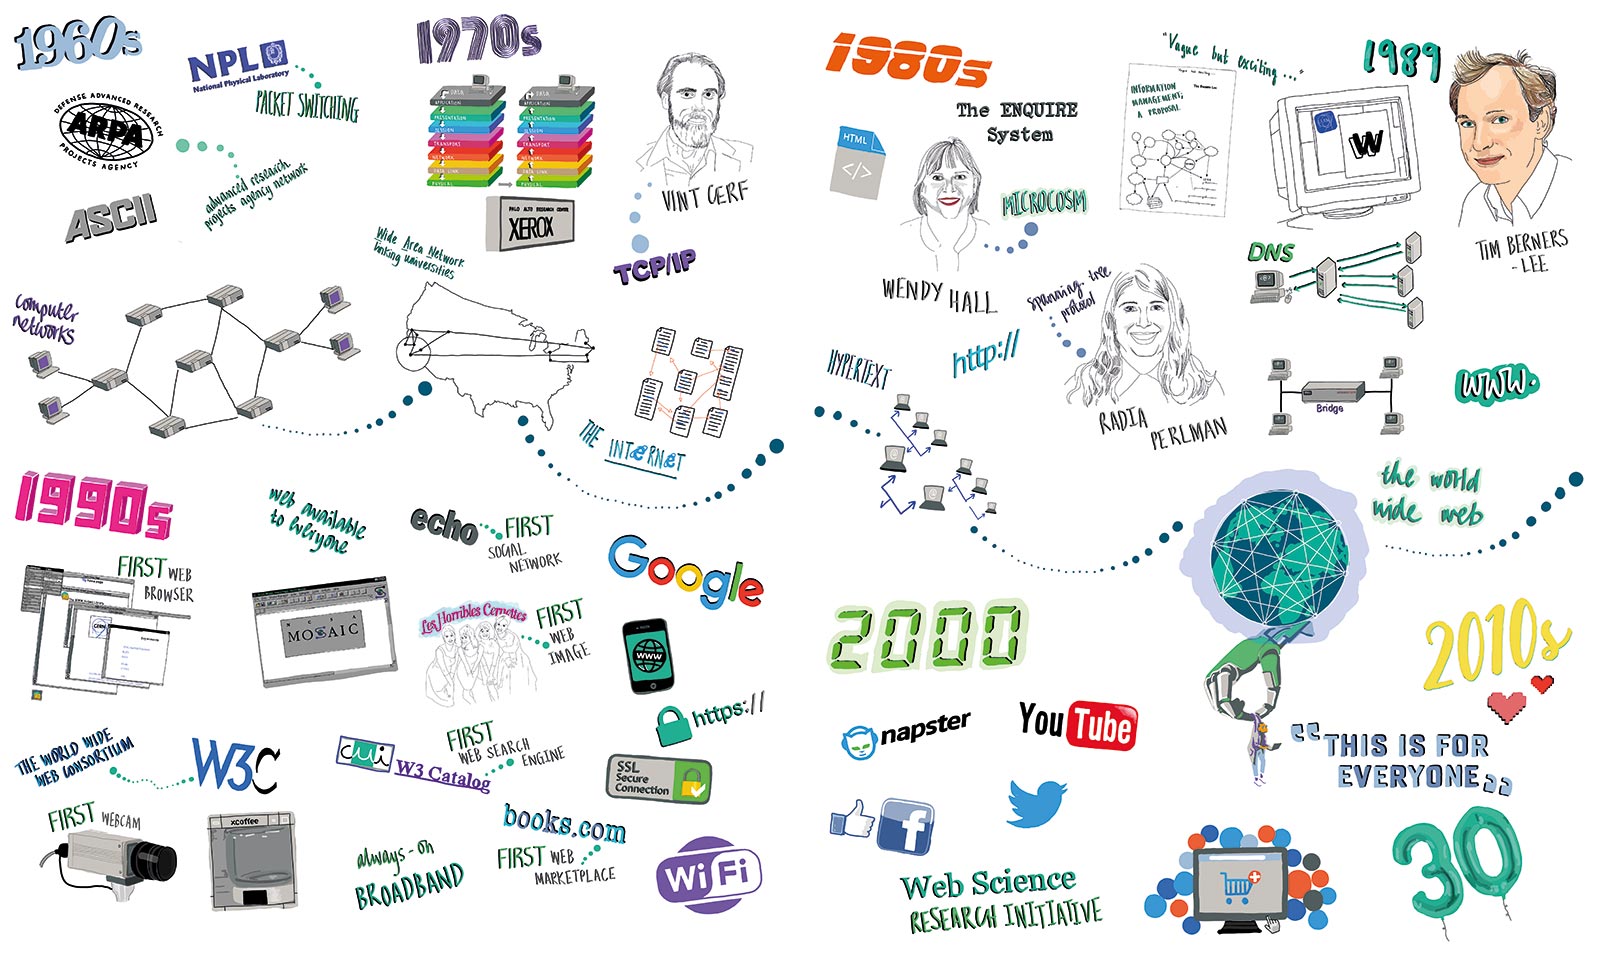 1960s
NPL
National Physical Laboratory
PACKET SWITCHING
DEFENSE ADVANCED RESEARCH
ARPA
PROJECTS AGENCY
advanced research
projects agency network
ASCII
computer
networks
1970s
DATA
APPLICATION
PRESENTATION
SESSION
TRANSPORT
NETWORK
DATA LINK
PHYSICAL
DATA
APPLICATION
PRESENTATION
SESSION
TRANSPORT
NETWORK
DATA LINK
PHYSICAL
PALO ALTO RESEARCH CENTER
XEROX
VINT CERF
TCP/IP
Wide Area Network
linking universities
THE INTERNET
1980s
The ENQUIRE
System
HTML
</>
MICROCOSM
WENDY HALL
"Vague but exciting..."
INFORMATION
MANAGEMENT;
A PROPOSAL
1989
W
TIM BERNERS
-LEE
DNS
Spanning-tree
protocol
RADIA
PERLMAN
http://
HYPERTEXT
Bridge
WWW.
the world
wide web
1990s
FIRST WEB
BROWSER
CERN
web available
to everyone
NCSA
MOSAIC
echo
FIRST
SOCIAL
NETWORK
Les Horribles Cernettes
FIRST
WEB
IMAGE
Google
WWW
https://
THE WORLD WIDE
WEB CONSORTIUM
W3C
cui
W3 Catalog
FIRST
WEB SEARCH
ENGINE
SSL
Secure
Connection
FIRST WEBCAM
xcoffee
always-on
BROADBAND
books.com
FIRST WEB
MARKETPLACE
WiFi
2000
napster
YouTube
f
Web Science
RESEARCH INITIATIVE
2010s
"THIS IS FOR
EVERYONE"
30